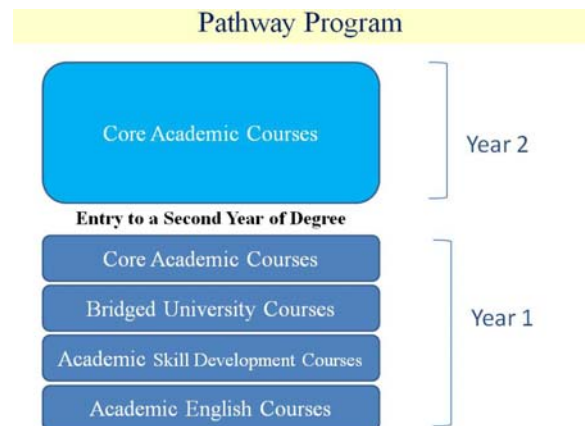 Pathway Program
Core Academic Courses
Year 2
Entry to a Second Year of Degree
Core Academic Courses
Bridged University Courses
Year 1
Academic Skill Development Courses
Academic English Courses